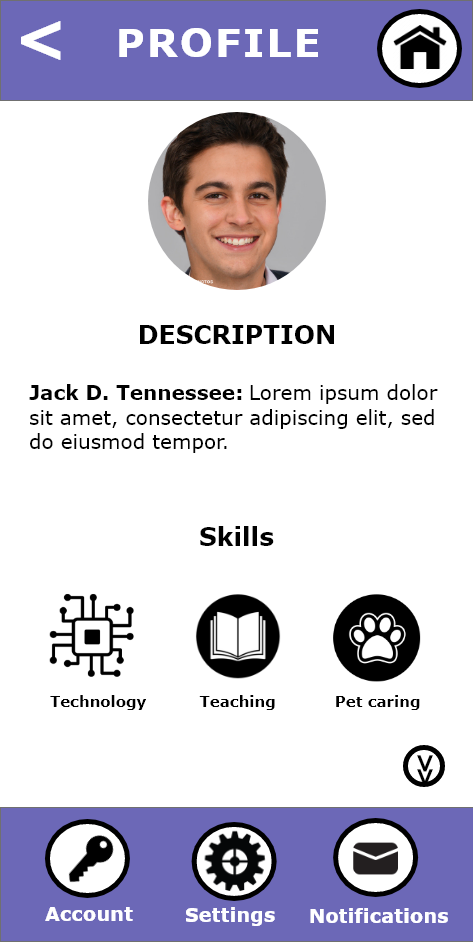 < PROFILE
DESCRIPTION
Jack D. Tennessee: Lorem ipsum dolor
sit amet, consectetur adipiscing elit, sed
do eiusmod tempor.
Skills
Technology Teaching Pet caring
Account Settings Notifications